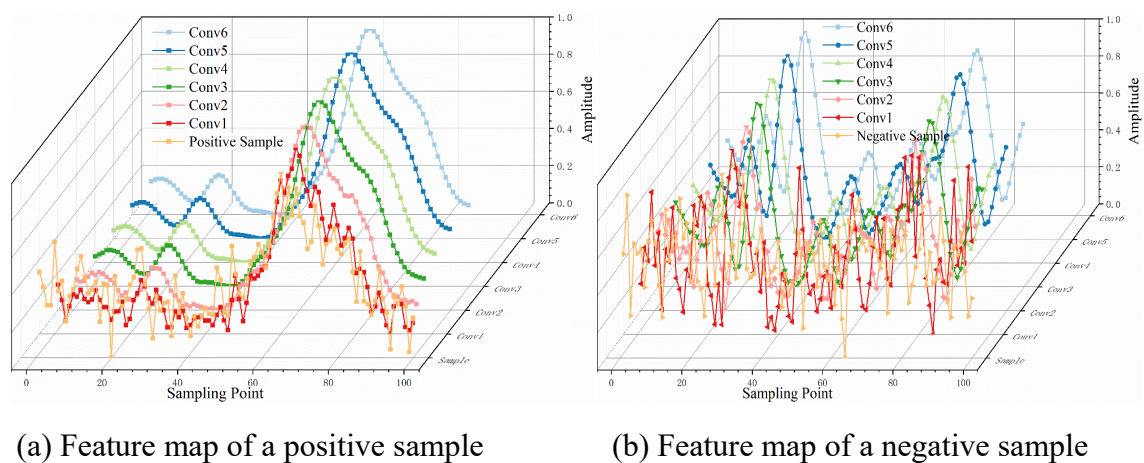 Conv6
Conv5
Conv4
Conv3
Conv2
Conv1
Positive Sample
1.0
0.8
0.6
0.4
0.2
0.0
Amplitude
Conv6
Conv5
Conv4
Conv3
Conv2
Conv1
Sample
0
20
40
60
80
100
Sampling Point
Conv6
Conv5
Conv4
Conv3
Conv2
Conv1
Negative Sample
1.0
0.8
0.6
0.4
0.2
0.0
Amplitude
Conv6
Conv5
Conv4
Conv3
Conv2
Conv1
Sample
0
20
40
60
80
100
Sampling Point
(a) Feature map of a positive sample
(b) Feature map of a negative sample